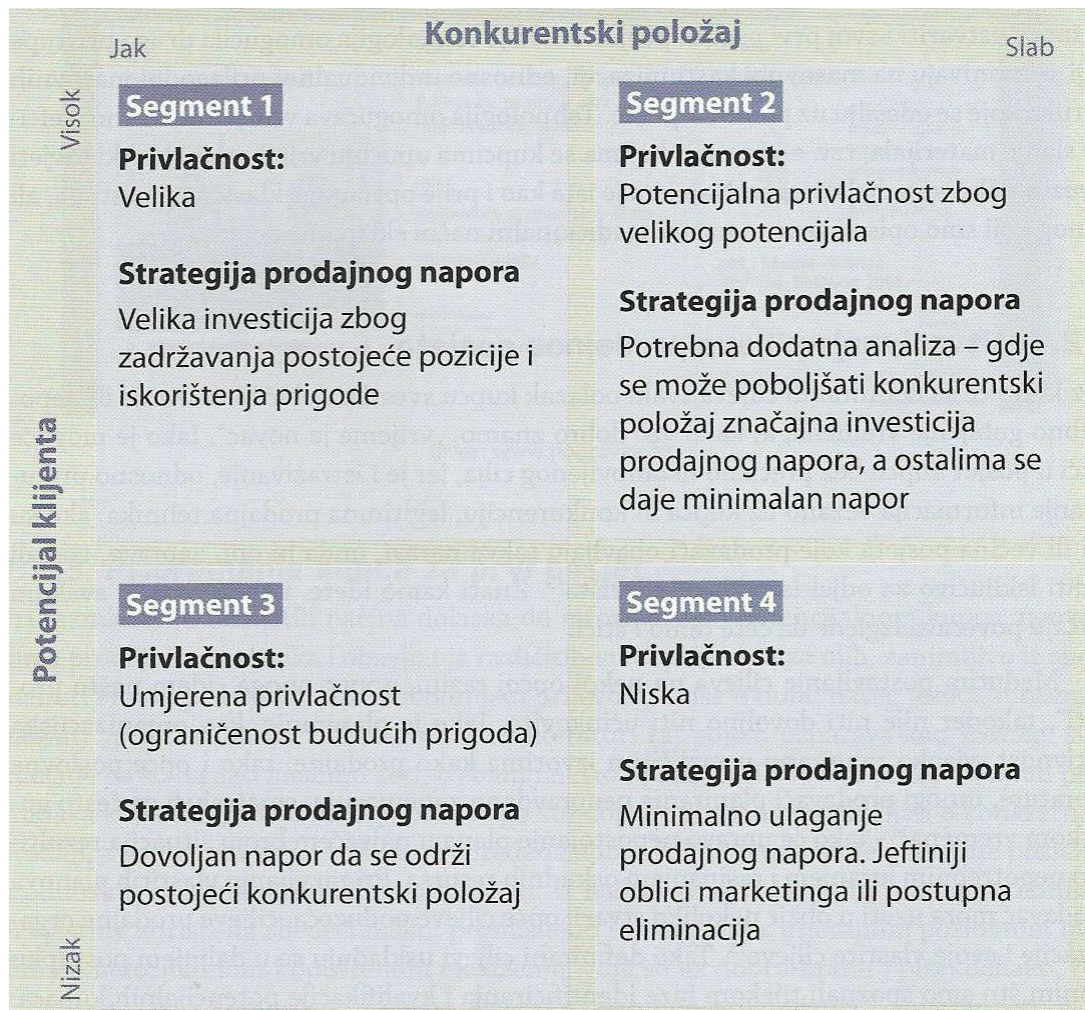 Konkurentski položaj
Jak
Slab
Visok
Potencijal klijenta
Nizak
Segment 1
Privlačnost:
Velika
Strategija prodajnog napora
Velika investicija zbog
zadržavanja postojeće pozicije i
iskorištenja prigode
Segment 2
Privlačnost:
Potencijalna privlačnost zbog
velikog potencijala
Strategija prodajnog napora
Potrebna dodatna analiza – gdje
se može poboljšati konkurentski
položaj značajna investicija
prodajnog napora, a ostalima se
daje minimalan napor
Segment 3
Privlačnost:
Umjerena privlačnost
(ograničenost budućih prigoda)
Strategija prodajnog napora
Dovoljan napor da se održi
postojeći konkurentski položaj
Segment 4
Privlačnost:
Niska
Strategija prodajnog napora
Minimalno ulaganje
prodajnog napora. Jeftiniji
oblici marketinga ili postupna
eliminacija